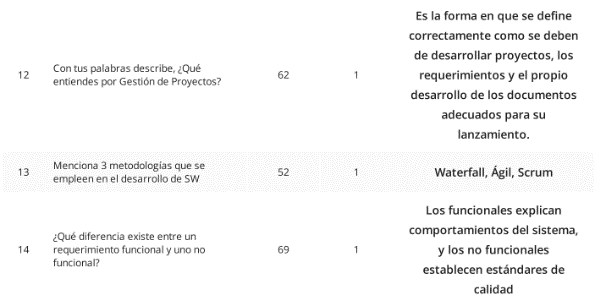 Es la forma en que se define
correctamente como se deben
de desarrollar proyectos, los
12 Con tus palabras describe, ¿Qué entiendes por Gestión de Proyectos? 62 1 requerimientos y el propio
desarrollo de los documentos
adecuados para su
lanzamiento.
13 Menciona 3 metodologías que se empleen en el desarrollo de SW 52 1 Waterfall, Ágil, Scrum
Los funcionales explican
comportamientos del sistema,
14 ¿Qué diferencia existe entre un requerimiento funcional y uno no funcional? 69 1 y los no funcionales
establecen estándares de
calidad